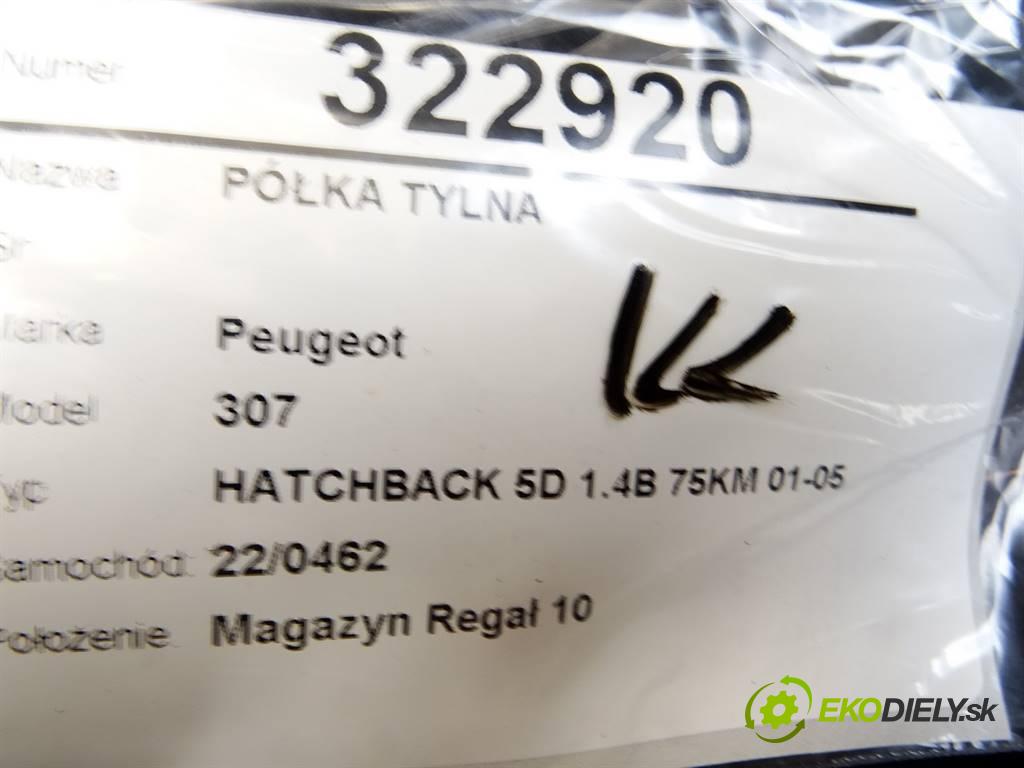 Numer 322920
Nazwa PÓŁKA TYLNA
Marka Peugeot
Model 307
Typ HATCHBACK 5D 1.4B 75KM 01-05
Samochód: 22/0462
Położenie Magazyn Regał 10
EKODIELY.sk